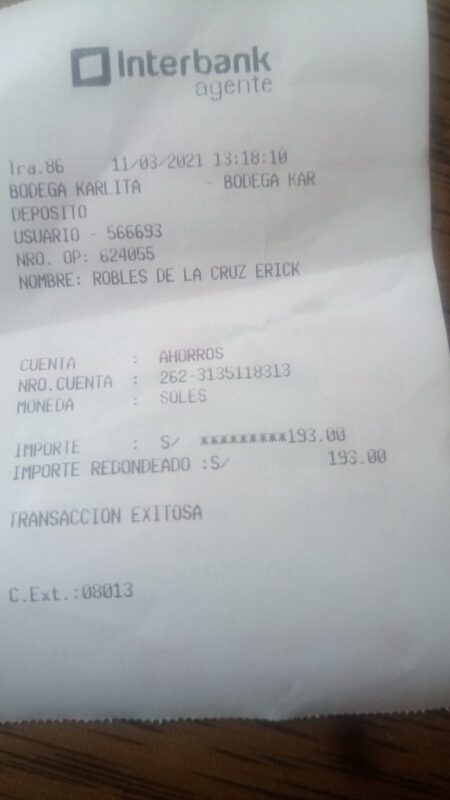 Interbank
agente
Tra.86 11/03/2021 13:18:10
BODEGA KARLITA - BODEGA KAR
DEPOSITO
USUARIO - 566693
NRO. OP: 624055
NOMBRE: ROBLES DE LA CRUZ ERICK
CUENTA : AHORROS
NRO.CUENTA : 262-3135118313
MONEDA : SOLES
IMPORTE : S/ *********193.00
IMPORTE REDONDEADO :S/ 193.00
TRANSACCION EXITOSA
C.Ext.:08013